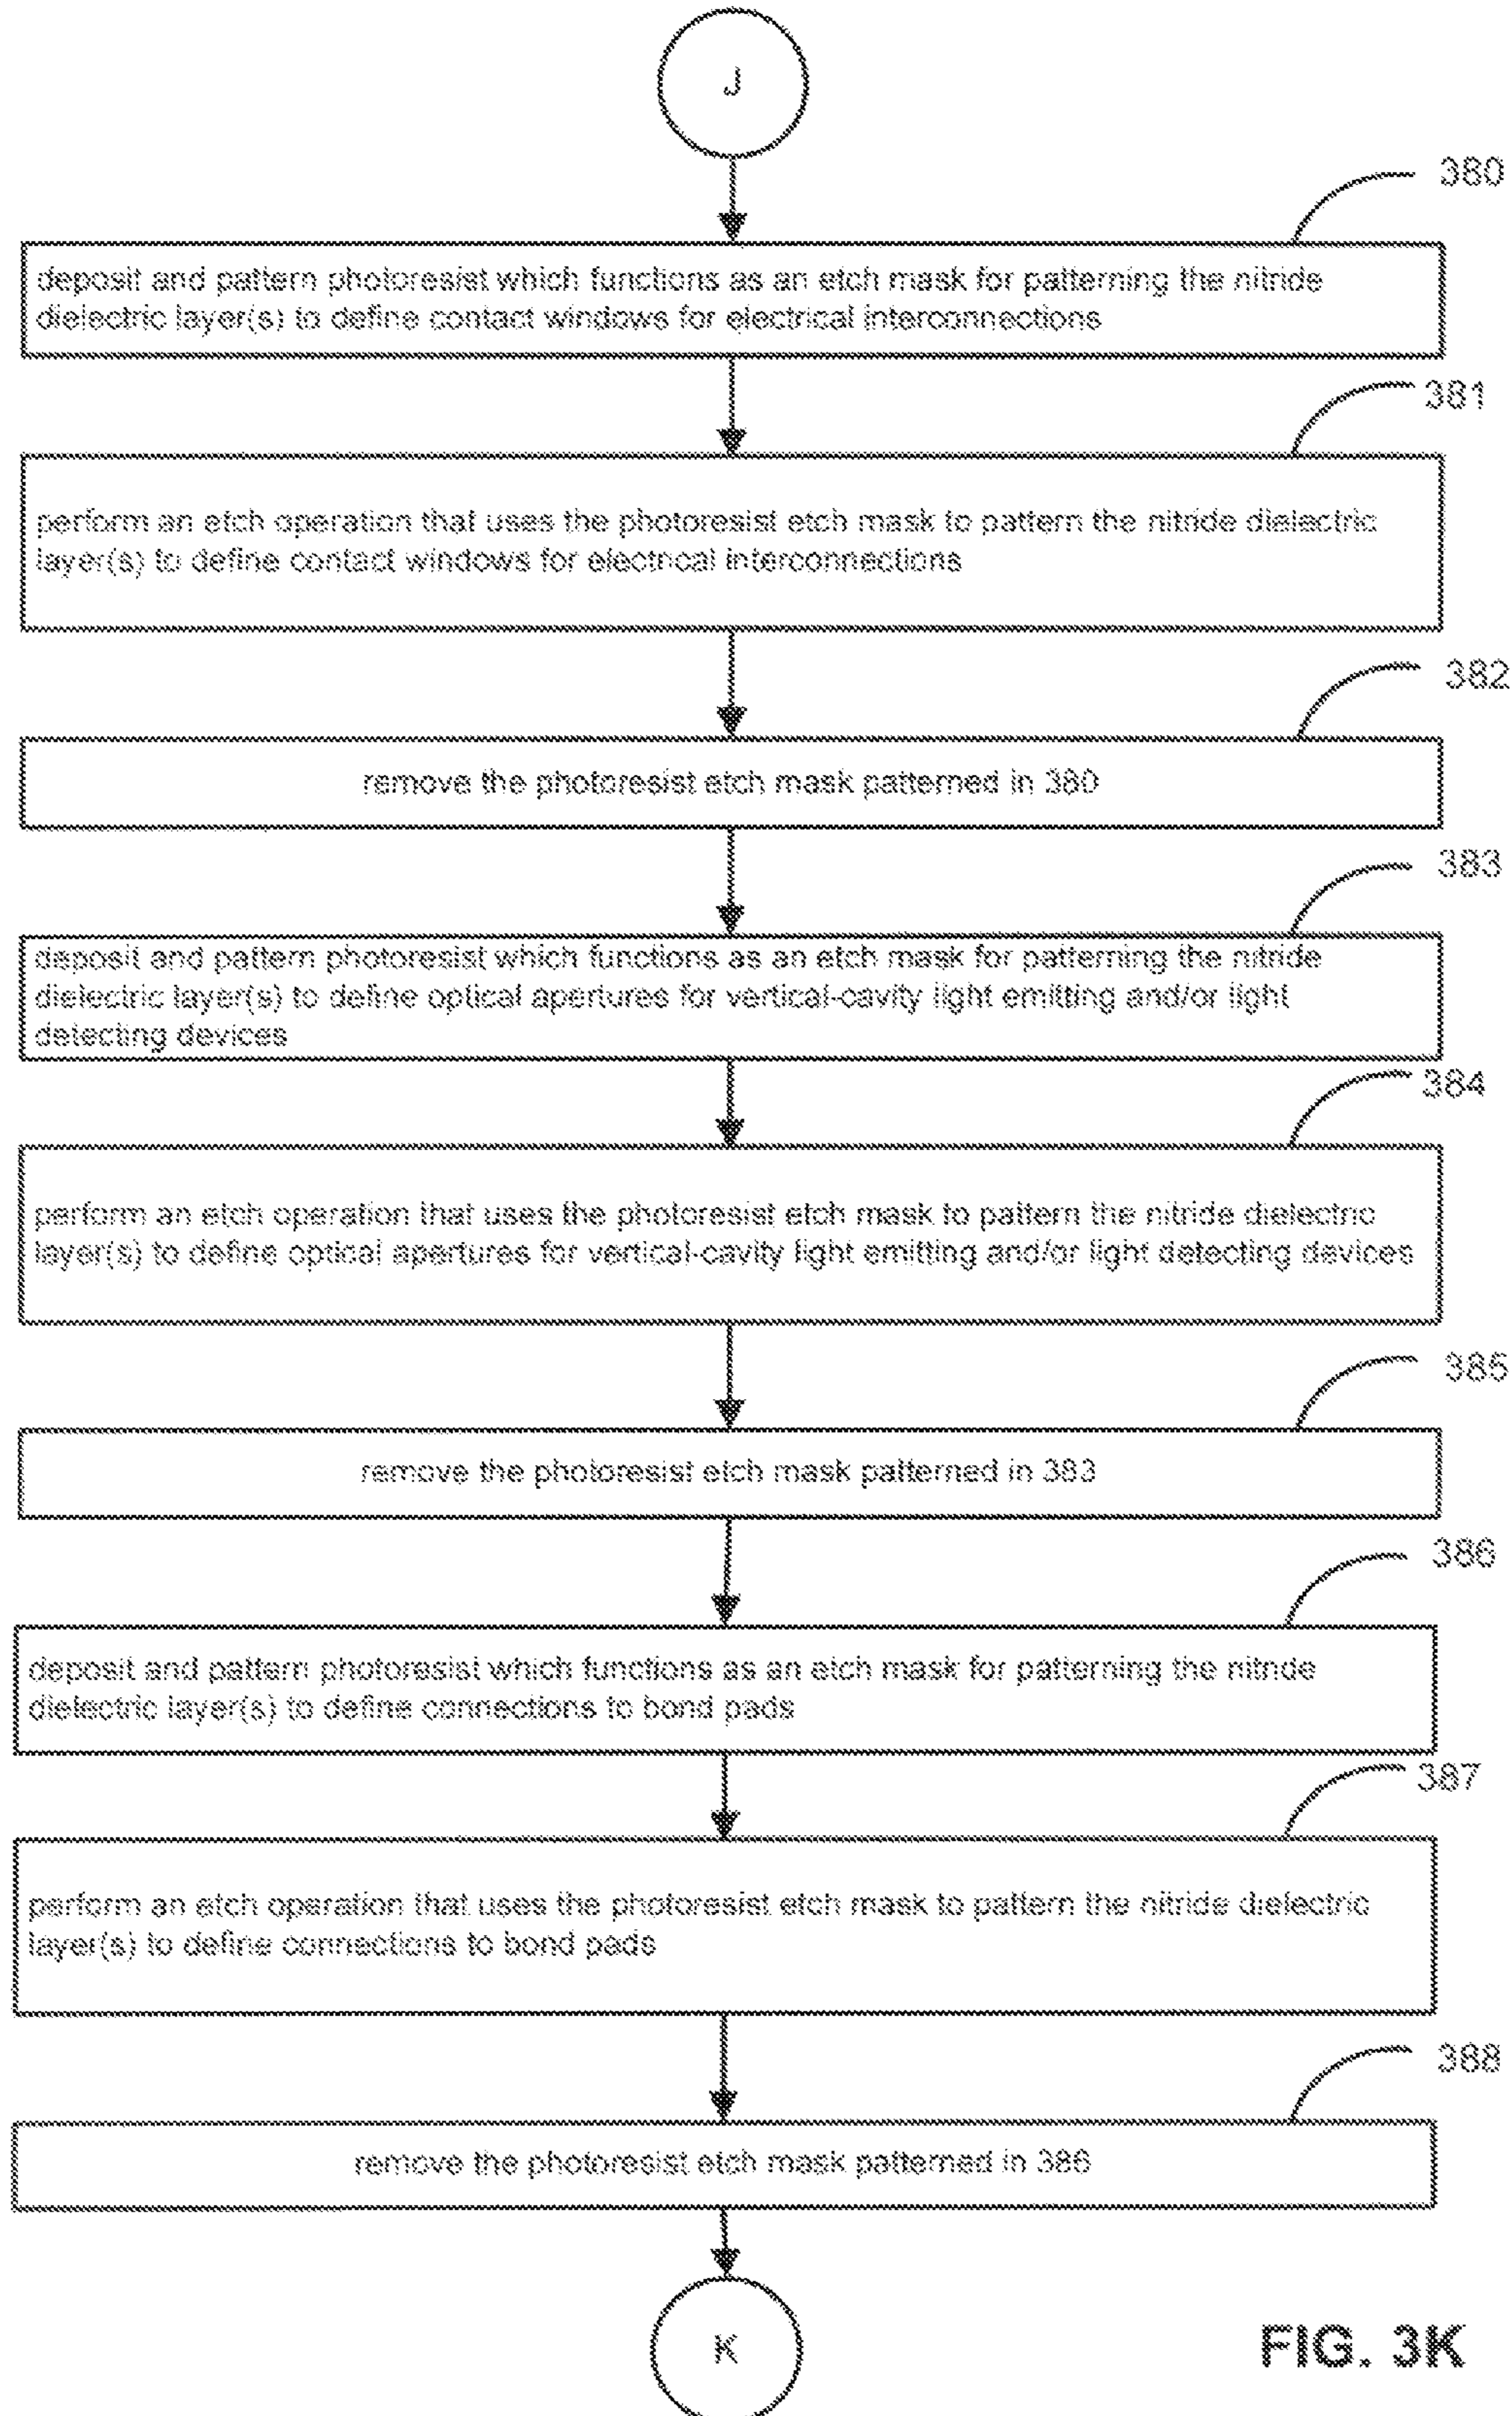 J
380
deposit and pattern photoresist which functions as an etch mask for patterning the nitride
dielectric layer(s) to define contact windows for electrical interconnections
381
perform an etch operation that uses the photoresist etch mask to pattern the nitride dielectric
layer(s) to define contact windows for electrical interconnections
382
remove the photoresist etch mask patterned in 380
383
deposit and pattern photoresist which functions as an etch mask for patterning the nitride
dielectric layer(s) to define optical apertures for vertical-cavity light emitting and/or light
detecting devices
384
perform an etch operation that uses the photoresist etch mask to pattern the nitride dielectric
layer(s) to define optical apertures for vertical-cavity light emitting and/or light detecting devices
385
remove the photoresist etch mask patterned in 383
386
deposit and pattern photoresist which functions as an etch mask for patterning the nitride
dielectric layer(s) to define connections to bond pads
387
perform an etch operation that uses the photoresist etch mask to pattern the nitride dielectric
layer(s) to define connections to bond pads
388
remove the photoresist etch mask patterned in 386
K
FIG. 3K